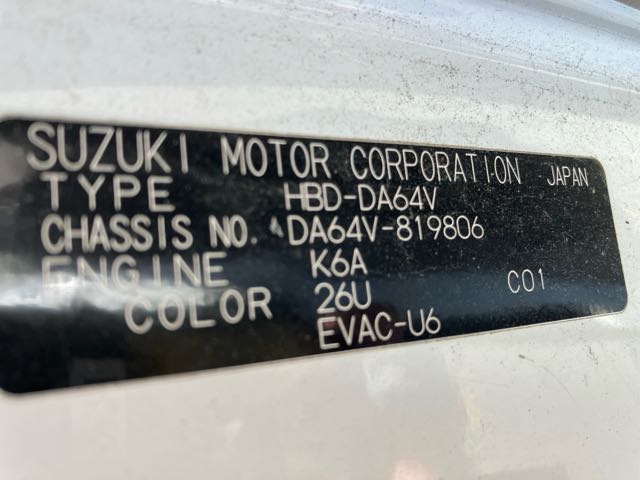 SUZUKI MOTOR CORPORATION JAPAN
TYPE HBD-DA64V
CHASSIS NO. DA64V-819806
ENGINE K6A
COLOR 26U C01
EVAC-U6